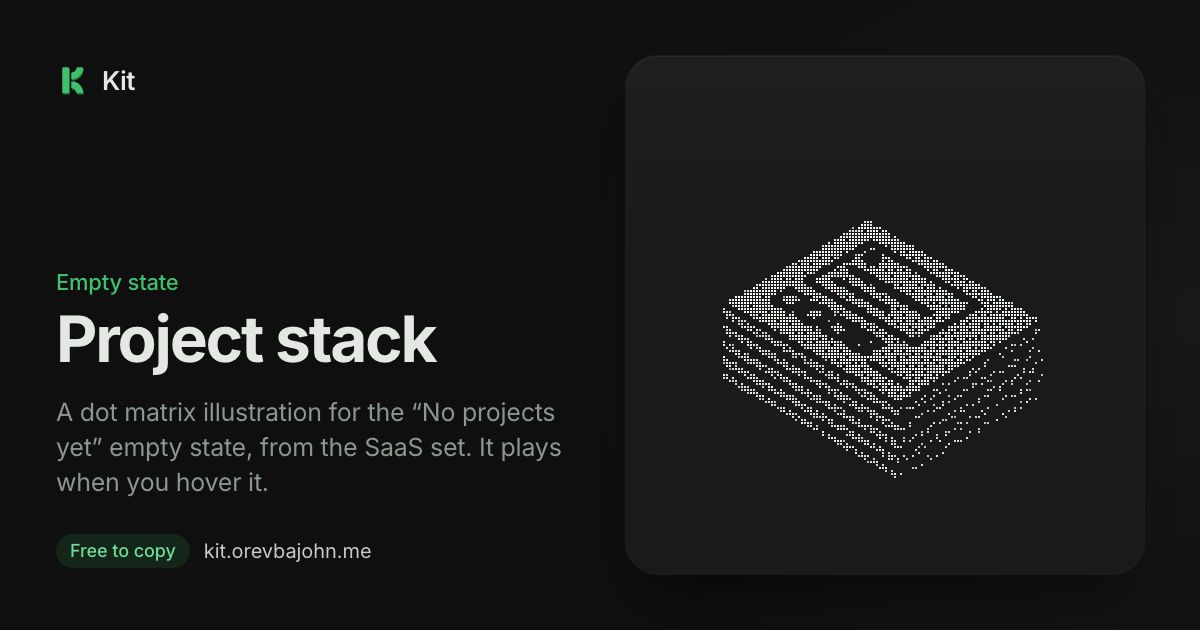 Kit
Empty state
Project stack
A dot matrix illustration for the “No projects
yet” empty state, from the SaaS set. It plays
when you hover it.
Free to copy
kit.orevbajohn.me